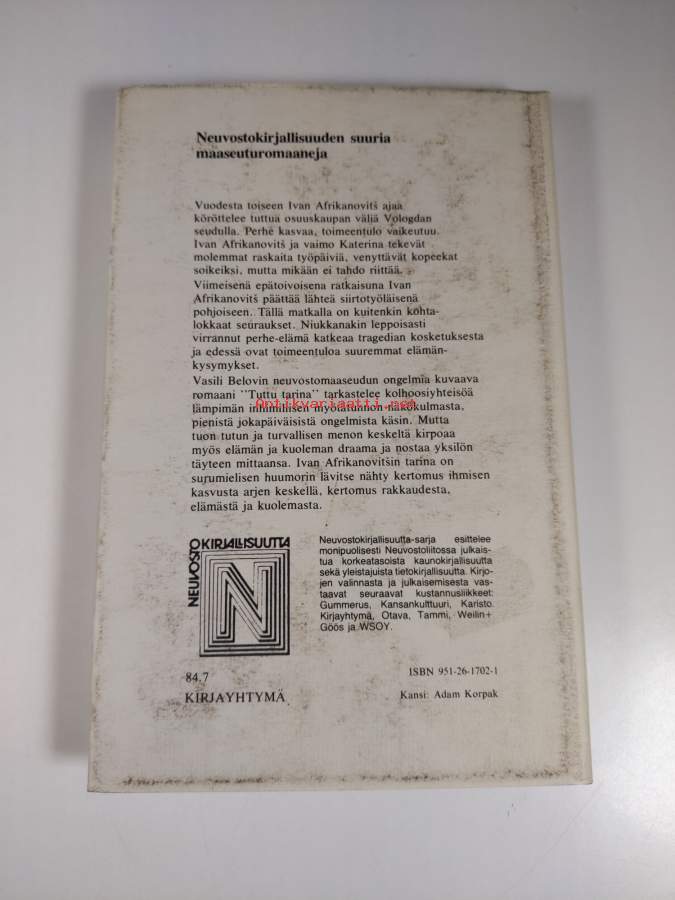 Neuvostokirjallisuuden suuria
maaseuturomaaneja
Vuodesta toiseen Ivan Afrikanovitš ajaa
köröttelee tuttua osuuskaupan väliä Vologdan
seudulla. Perhe kasvaa, toimeentulo vaikeutuu.
Ivan Afrikanovitš ja vaimo Katerina tekevät
molemmat raskaita työpäiviä, venyttävät kopeekat
soikeiksi, mutta mikään ei tahdo riittää.
Viimeisenä epätoivoisena ratkaisuna Ivan
Afrikanovitš päättää lähteä siirtotyöläisenä
pohjoiseen. Tällä matkalla on kuitenkin kohta-
lokkaat seuraukset. Niukkanakin leppoisasti
virrannut perhe-elämä katkeaa tragedian kosketuksesta
ja edessä ovat toimeentuloa suuremmat elämän-
kysymykset.
Vasili Belovin neuvostomaaseudun ongelmia kuvaava
romaani "Tuttu tarina" tarkastelee kolhoosiyhteisöä
lämpimän inhimillisen myötätunnon näkökulmasta,
Antikvariaatti.net
pienistä jokapäiväisistä ongelmista käsin. Mutta
tuon tutun ja turvallisen menon keskeltä kirpoaa
myös elämän ja kuoleman draama ja nostaa yksilön
täyteen mittaansa. Ivan Afrikanovitšin tarina on
surumielisen huumorin lävitse nähty kertomus ihmisen
kasvusta arjen keskellä, kertomus rakkaudesta,
elämästä ja kuolemasta.
NEUVOSTOKIRJALLISUUTTA
N
Neuvostokirjallisuutta-sarja esittelee
monipuolisesti Neuvostoliitossa julkais-
tua korkeatasoista kaunokirjallisuutta
sekä yleistajuista tietokirjallisuutta. Kirjo-
jen valinnasta ja julkaisemisesta vas-
taavat seuraavat kustannusliikkeet:
Gummerus, Kansankulttuuri, Karisto.
Kirjayhtymä, Otava, Tammi, Weilin+
Göös ja WSOY.
84.7
KIRJAYHTYMÄ
ISBN 951-26-1702-1
Kansi: Adam Korpak